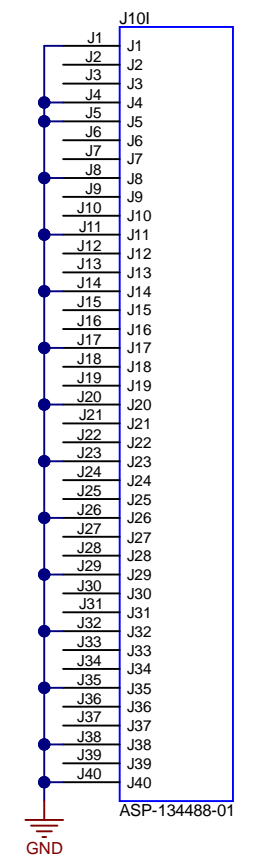 J10I
J1 J1
J2 J2
J3 J3
J4 J4
J5 J5
J6 J6
J7 J7
J8 J8
J9 J9
J10 J10
J11 J11
J12 J12
J13 J13
J14 J14
J15 J15
J16 J16
J17 J17
J18 J18
J19 J19
J20 J20
J21 J21
J22 J22
J23 J23
J24 J24
J25 J25
J26 J26
J27 J27
J28 J28
J29 J29
J30 J30
J31 J31
J32 J32
J33 J33
J34 J34
J35 J35
J36 J36
J37 J37
J38 J38
J39 J39
J40 J40
ASP-134488-01
GND